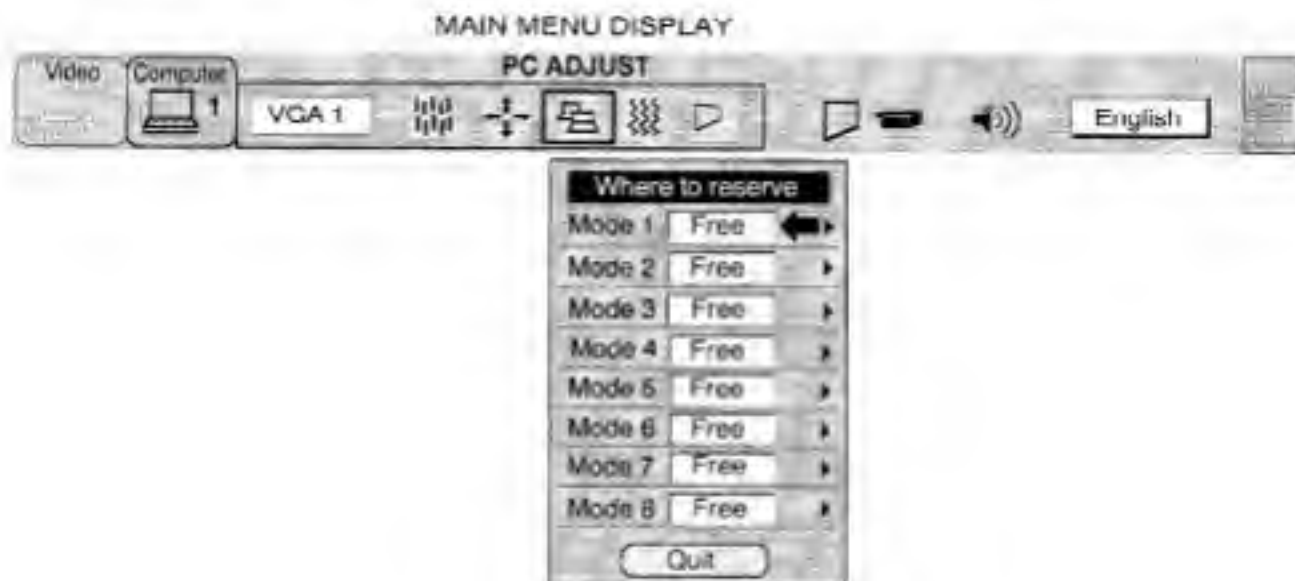 MAIN MENU DISPLAY
PC ADJUST
Video
Computer
1
VGA 1
English
Where to reserve
Mode 1 Free
Mode 2 Free
Mode 3 Free
Mode 4 Free
Mode 5 Free
Mode 6 Free
Mode 7 Free
Mode 8 Free
Quit